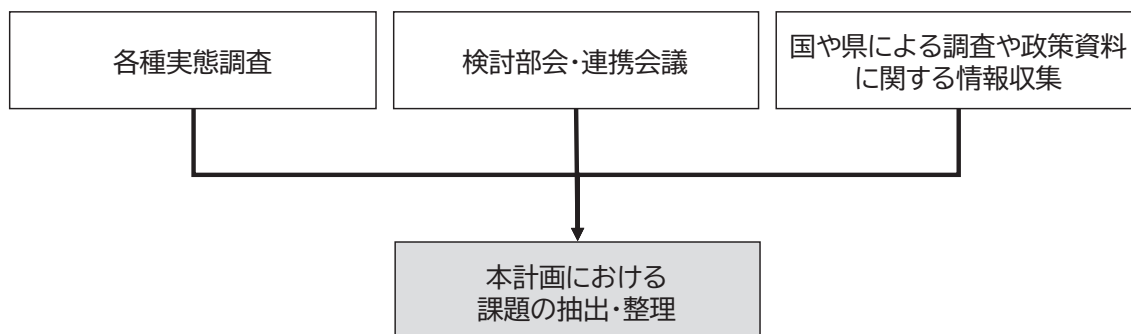 各種実態調査
検討部会・連携会議
国や県による調査や政策資料
に関する情報収集
本計画における
課題の抽出・整理